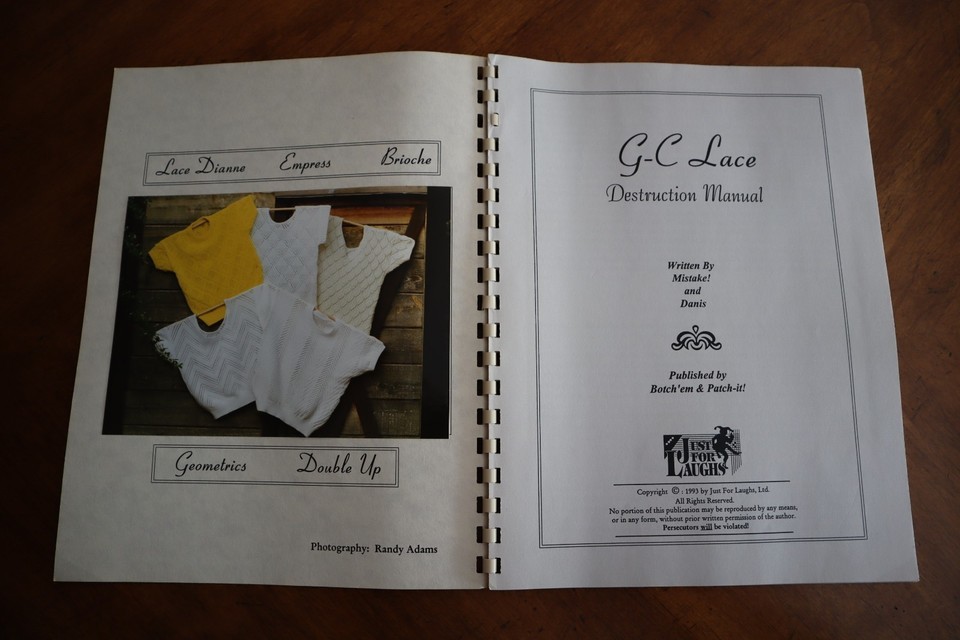 Lace Dianne Empress Brioche
Geometrics Double Up
Photography: Randy Adams
G-C Lace
Destruction Manual
Written By
Mistake!
and
Danis
Published by
Botch'em & Patch-it!
JUST
FOR
LAUGHS
Copyright © : 1993 by Just For Laughs, Ltd.
All Rights Reserved.
No portion of this publication may be reproduced by any means,
or in any form, without prior written permission of the author.
Persecutors will be violated!